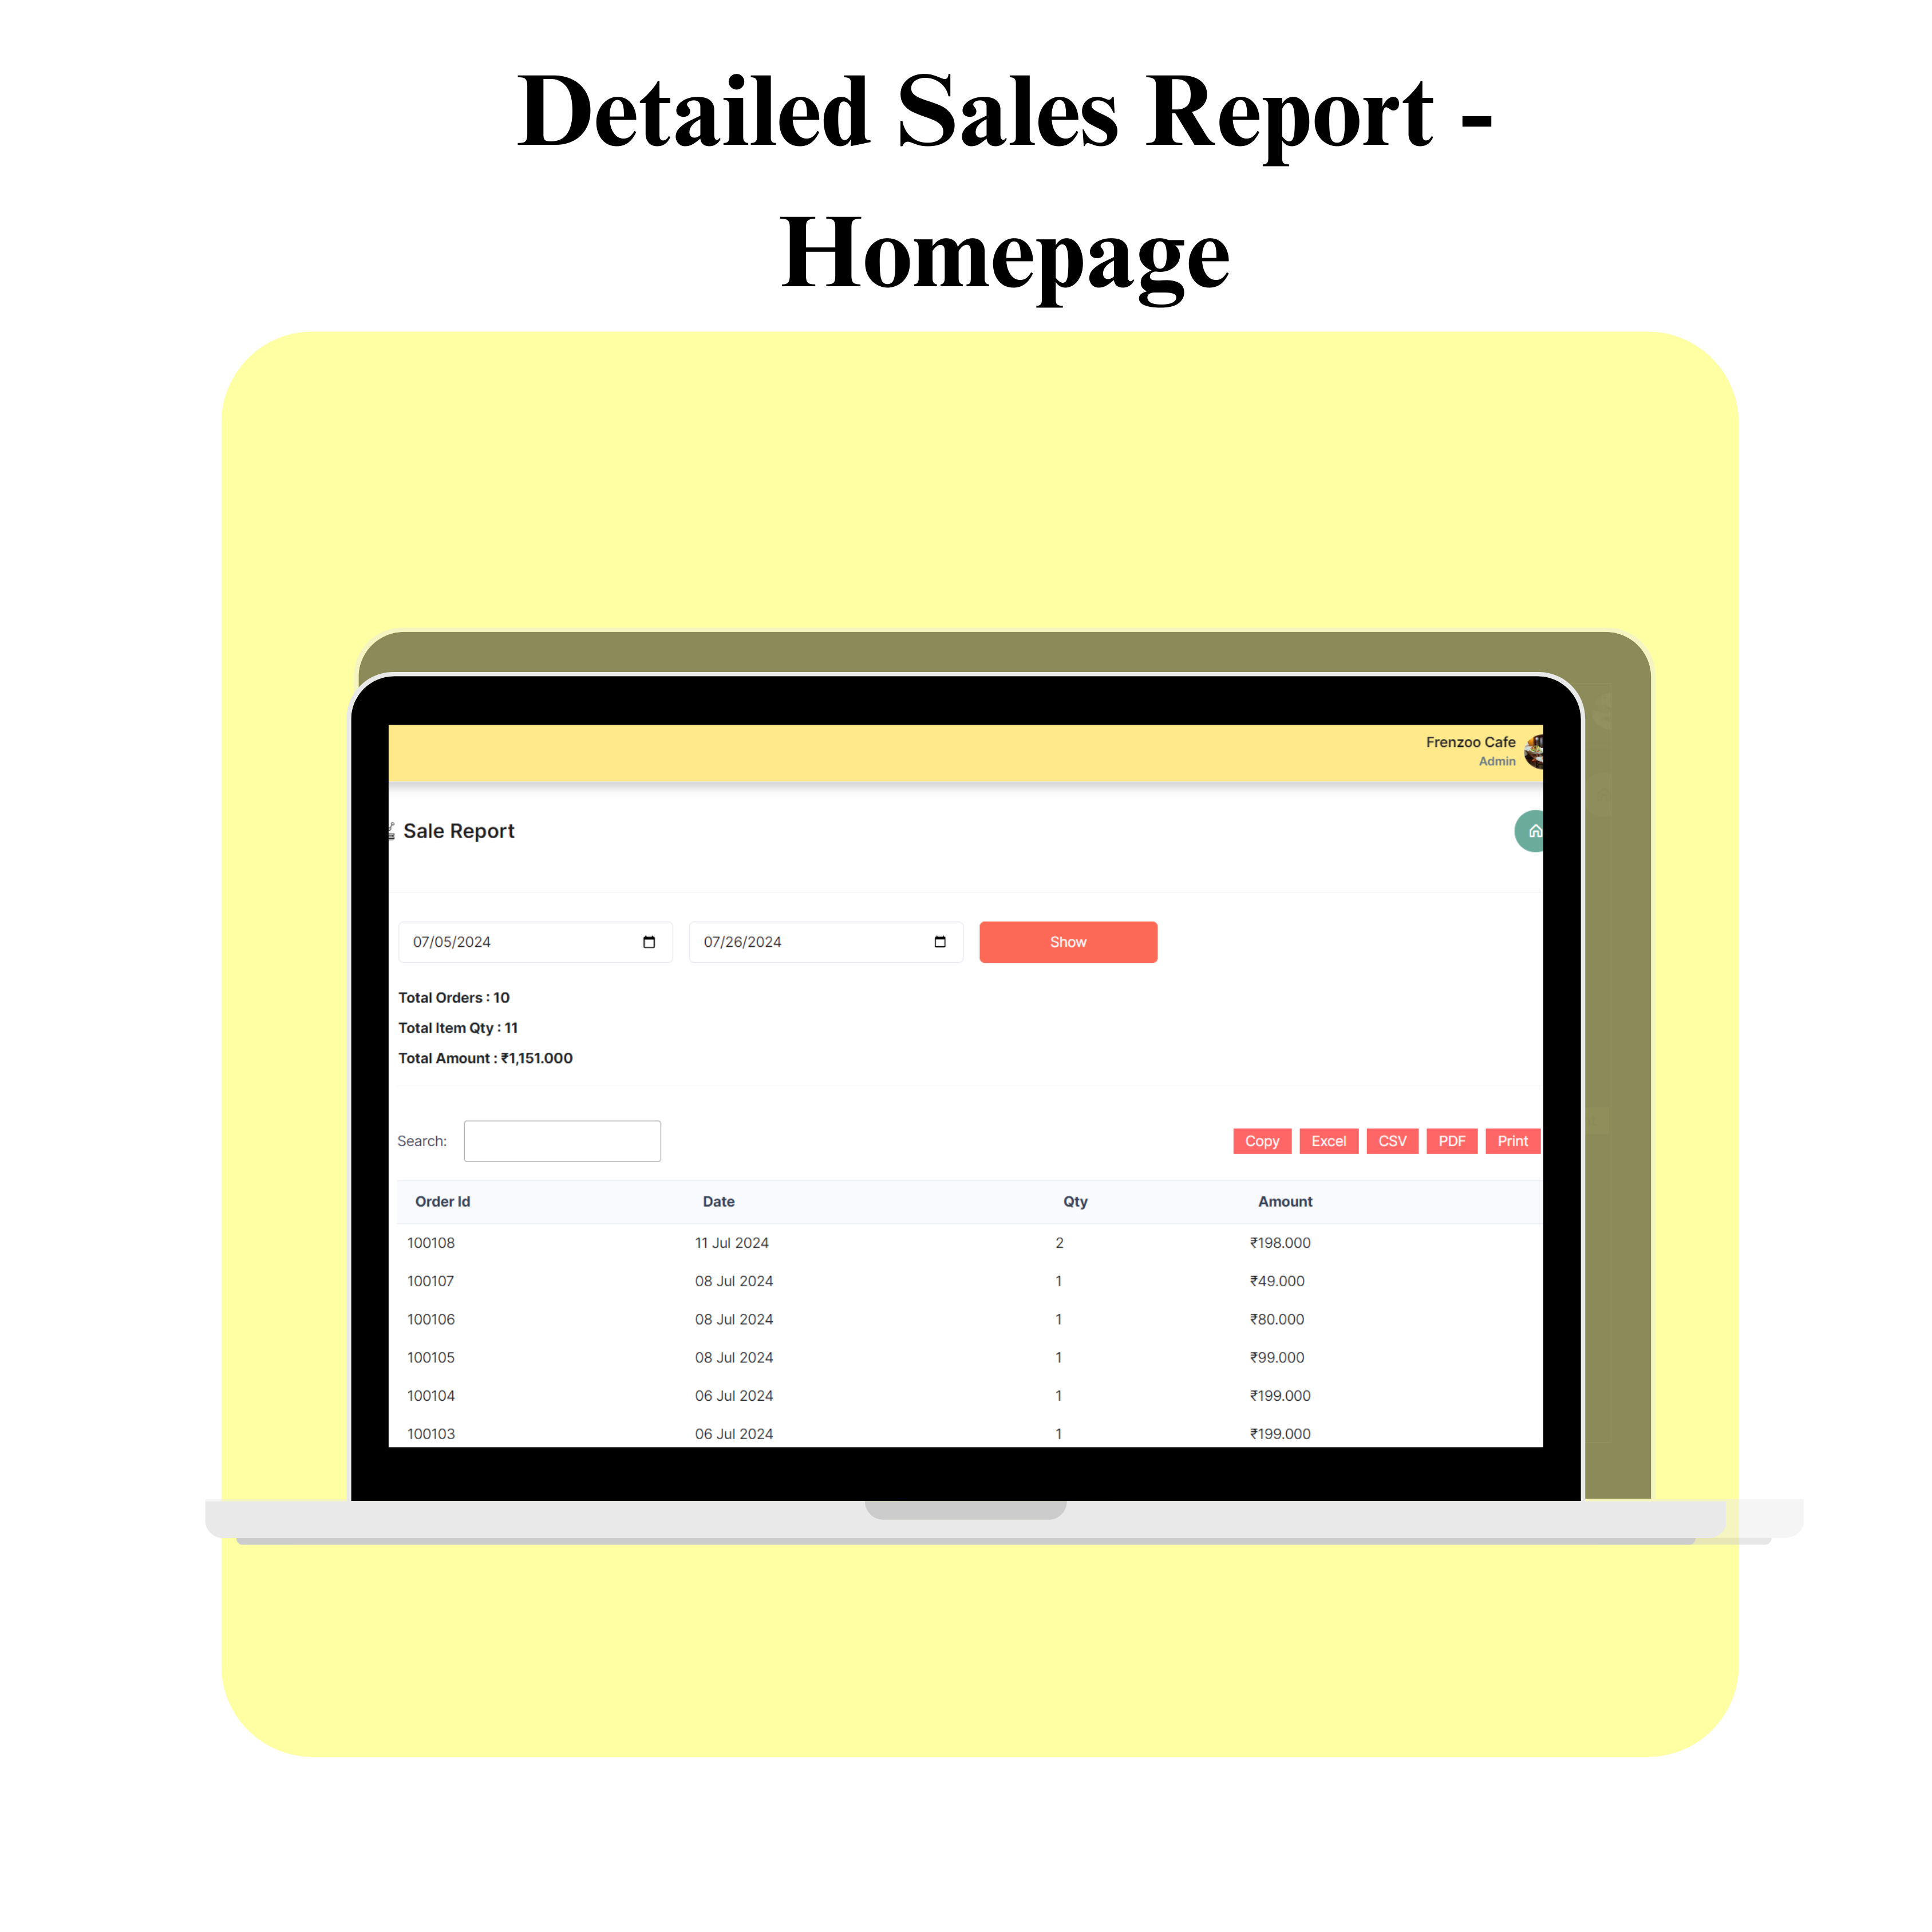 Detailed Sales Report -
Homepage
Frenzoo Cafe
Admin
Sale Report
07/05/2024 07/26/2024 Show
Total Orders : 10
Total Item Qty : 11
Total Amount : ₹1,151.000
Search: Copy Excel CSV PDF Print
Order Id Date Qty Amount
100108 11 Jul 2024 2 ₹198.000
100107 08 Jul 2024 1 ₹49.000
100106 08 Jul 2024 1 ₹80.000
100105 08 Jul 2024 1 ₹99.000
100104 06 Jul 2024 1 ₹199.000
100103 06 Jul 2024 1 ₹199.000